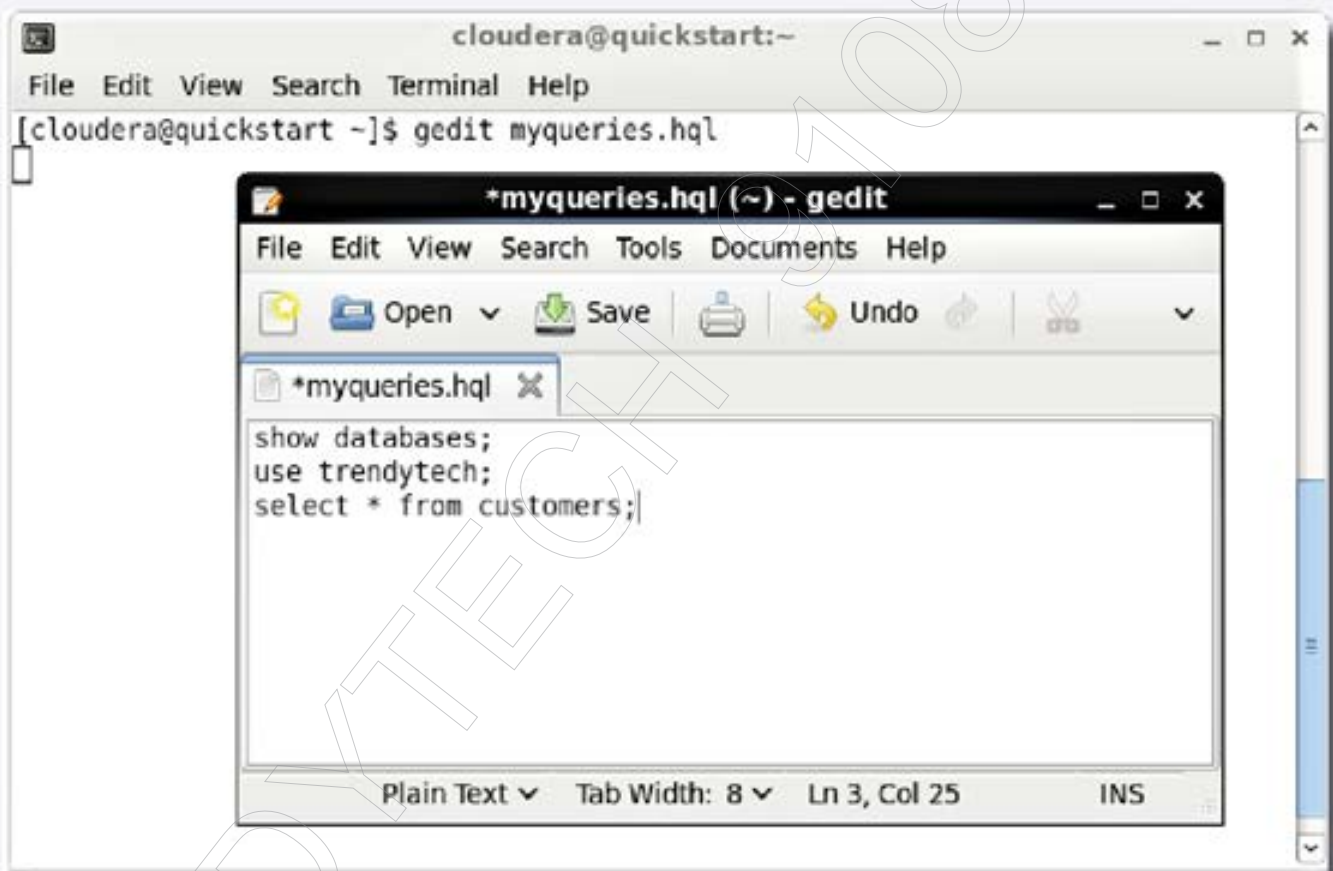 cloudera@quickstart:~
File Edit View Search Terminal Help
[cloudera@quickstart ~]$ gedit myqueries.hql
*myqueries.hql (~) - gedit
File Edit View Search Tools Documents Help
Open Save Undo
*myqueries.hql
show databases;
use trendytech;
select * from customers;
Plain Text Tab Width: 8 Ln 3, Col 25 INS
DYTECH 9108